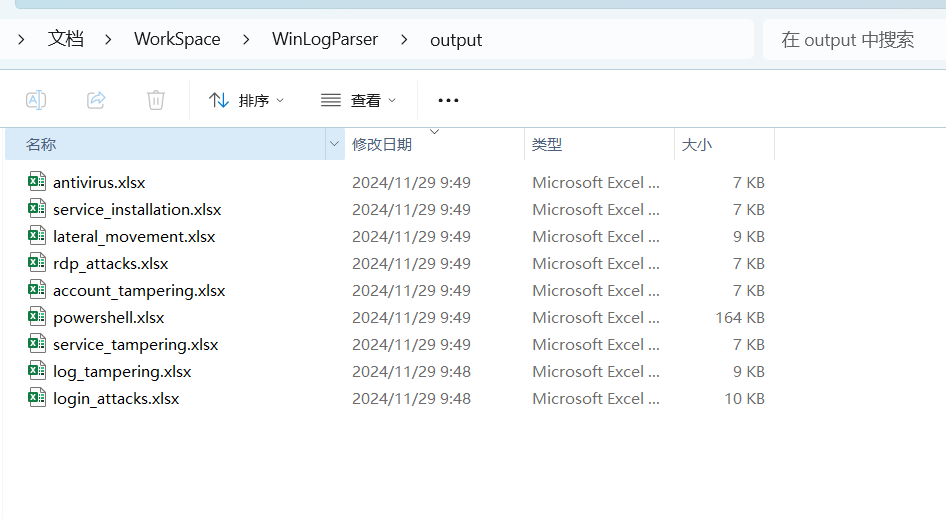 文档 WorkSpace WinLogParser output 在 output 中搜索
排序 查看
名称 修改日期 类型 大小
antivirus.xlsx 2024/11/29 9:49 Microsoft Excel ... 7 KB
service_installation.xlsx 2024/11/29 9:49 Microsoft Excel ... 7 KB
lateral_movement.xlsx 2024/11/29 9:49 Microsoft Excel ... 9 KB
rdp_attacks.xlsx 2024/11/29 9:49 Microsoft Excel ... 7 KB
account_tampering.xlsx 2024/11/29 9:49 Microsoft Excel ... 7 KB
powershell.xlsx 2024/11/29 9:49 Microsoft Excel ... 164 KB
service_tampering.xlsx 2024/11/29 9:49 Microsoft Excel ... 7 KB
log_tampering.xlsx 2024/11/29 9:48 Microsoft Excel ... 9 KB
login_attacks.xlsx 2024/11/29 9:48 Microsoft Excel ... 10 KB